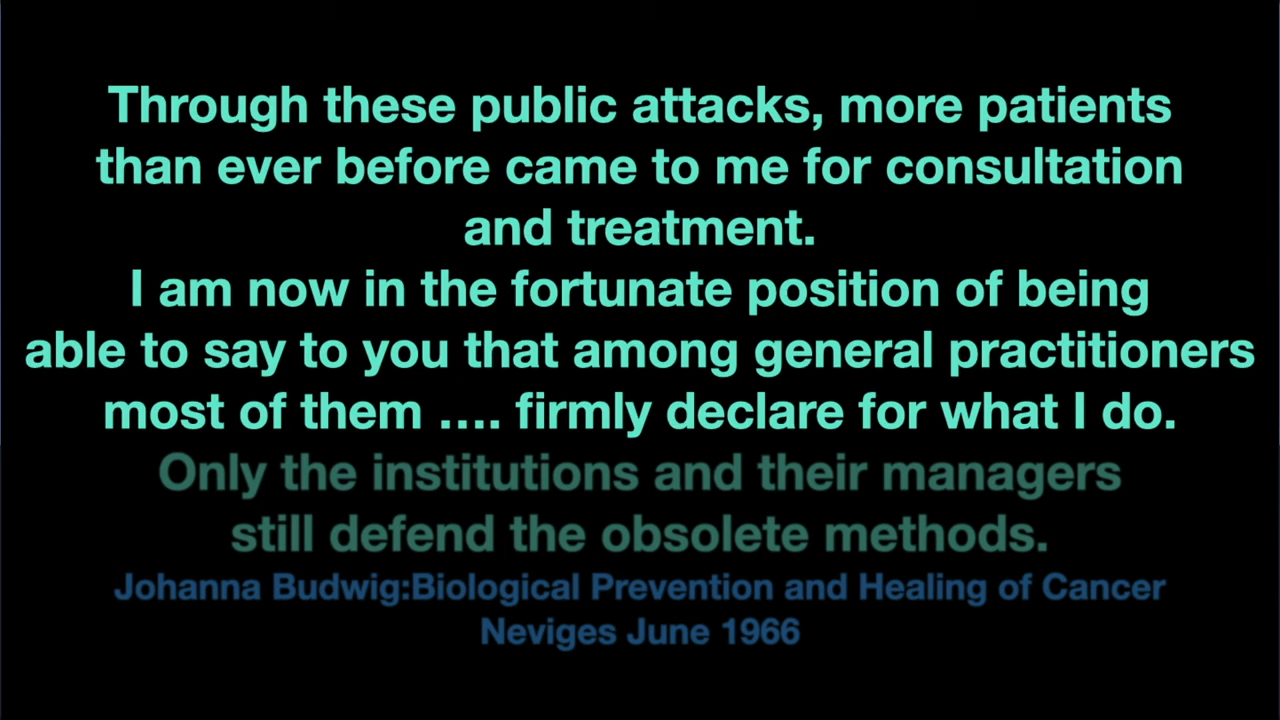 Through these public attacks, more patients
than ever before came to me for consultation
and treatment.
I am now in the fortunate position of being
able to say to you that among general practitioners
most of them .... firmly declare for what I do.
Only the institutions and their managers
still defend the obsolete methods.
Johanna Budwig:Biological Prevention and Healing of Cancer
Neviges June 1966